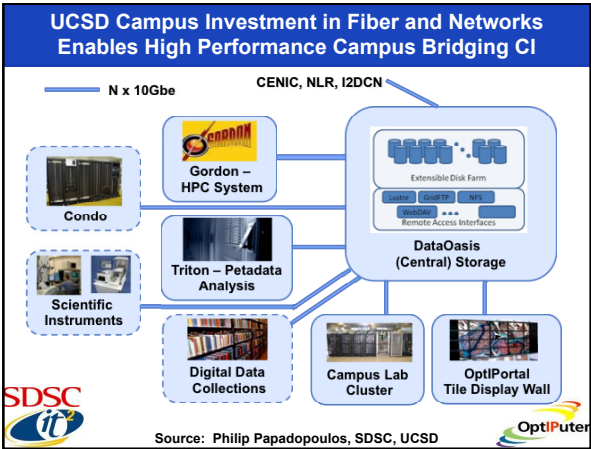 UCSD Campus Investment in Fiber and Networks
Enables High Performance Campus Bridging CI
N x 10Gbe
CENIC, NLR, I2DCN
GORDON
Gordon –
HPC System
Condo
Triton – Petadata
Analysis
Scientific
Instruments
Digital Data
Collections
Campus Lab
Cluster
OptIPortal
Tile Display Wall
Extensible Disk Farm
Lustre GridFTP NFS
WebDAV
Remote Access Interfaces
DataOasis
(Central) Storage
SDSC
it2
Source: Philip Papadopoulos, SDSC, UCSD
OptIPuter